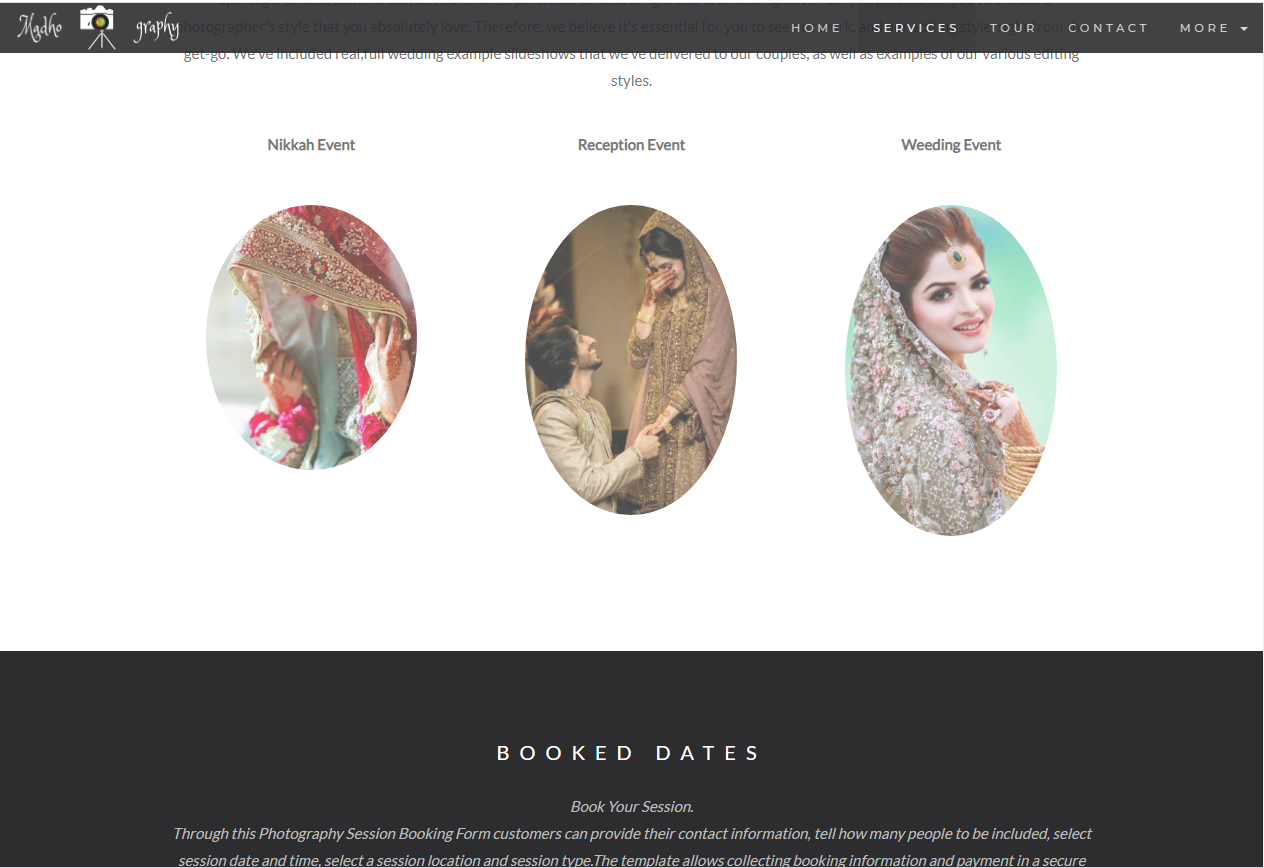 Madho graphy
HOME SERVICES TOUR CONTACT MORE
photographer's style that you absolutely love. Therefore, we believe it's essential for you to see
get-go. We've included real,full wedding example slideshows that we've delivered to our couples, as well as examples of our various editing
styles.
Nikkah Event Reception Event Weeding Event
BOOKED DATES
Book Your Session.
Through this Photography Session Booking Form customers can provide their contact information, tell how many people to be included, select
session date and time, select a session location and session type.The template allows collecting booking information and payment in a secure